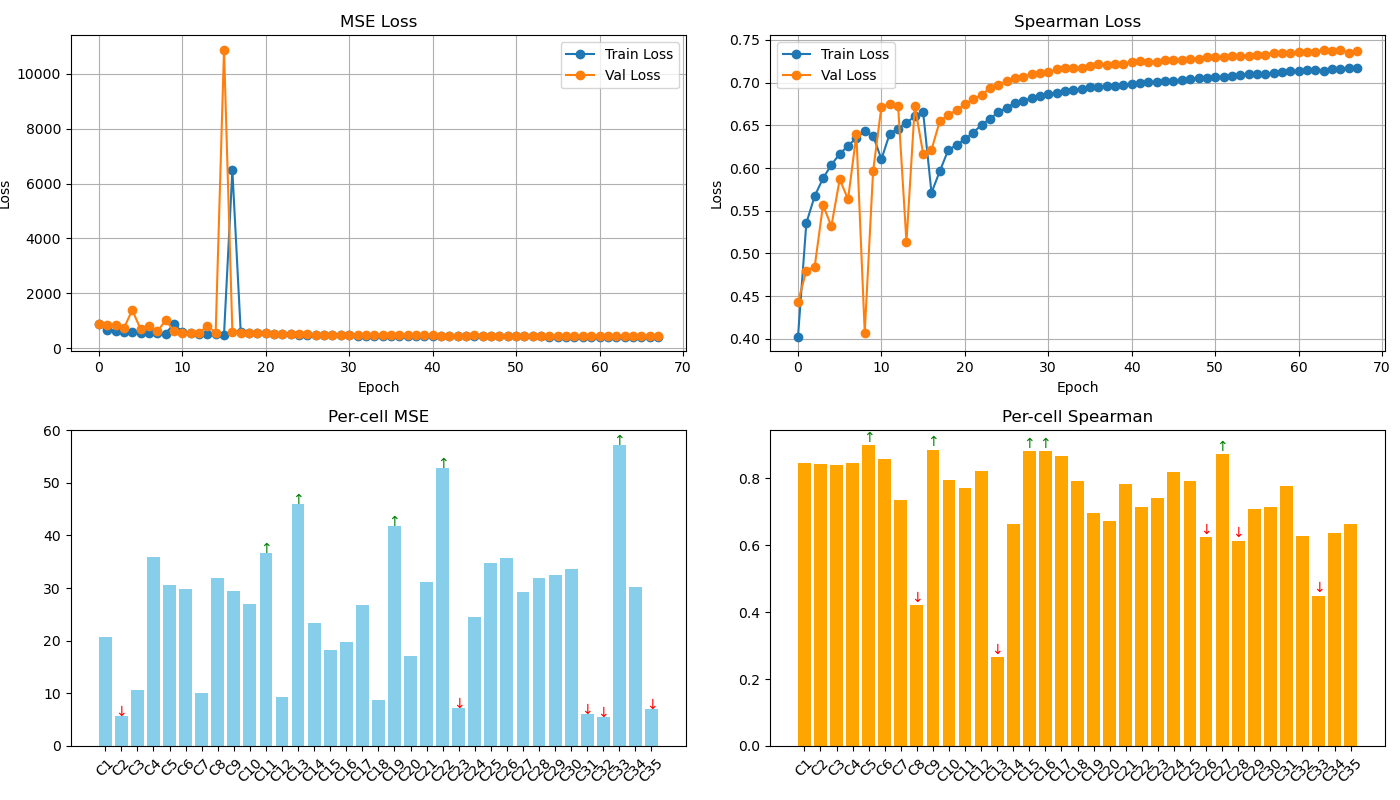 MSE Loss
Loss
10000
8000
6000
4000
2000
0
Train Loss
Val Loss
0 10 20 30 40 50 60 70
Epoch
Spearman Loss
Loss
0.75
0.70
0.65
0.60
0.55
0.50
0.45
0.40
Train Loss
Val Loss
0 10 20 30 40 50 60 70
Epoch
Per-cell MSE
60
50
40
30
20
10
0
↓ ↑ ↑ ↑ ↑ ↓ ↓ ↓ ↑ ↓
C1 C2 C3 C4 C5 C6 C7 C8 C9 C10 C11 C12 C13 C14 C15 C16 C17 C18 C19 C20 C21 C22 C23 C24 C25 C26 C27 C28 C29 C30 C31 C32 C33 C34 C35
Per-cell Spearman
0.8
0.6
0.4
0.2
0.0
↑ ↓ ↑ ↓ ↑ ↑ ↓ ↑ ↓ ↓
C1 C2 C3 C4 C5 C6 C7 C8 C9 C10 C11 C12 C13 C14 C15 C16 C17 C18 C19 C20 C21 C22 C23 C24 C25 C26 C27 C28 C29 C30 C31 C32 C33 C34 C35